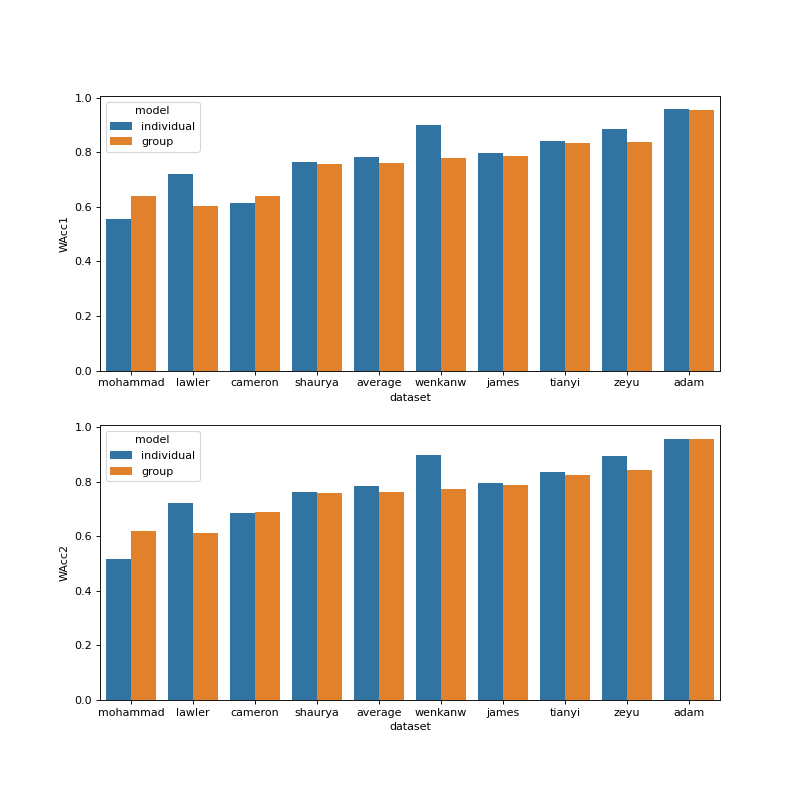 1.0
0.8
0.6
0.4
0.2
0.0
WAcc1
model
individual
group
mohammad lawler cameron shaurya average wenkanw james tianyi zeyu adam
dataset
1.0
0.8
0.6
0.4
0.2
0.0
WAcc2
model
individual
group
mohammad lawler cameron shaurya average wenkanw james tianyi zeyu adam
dataset